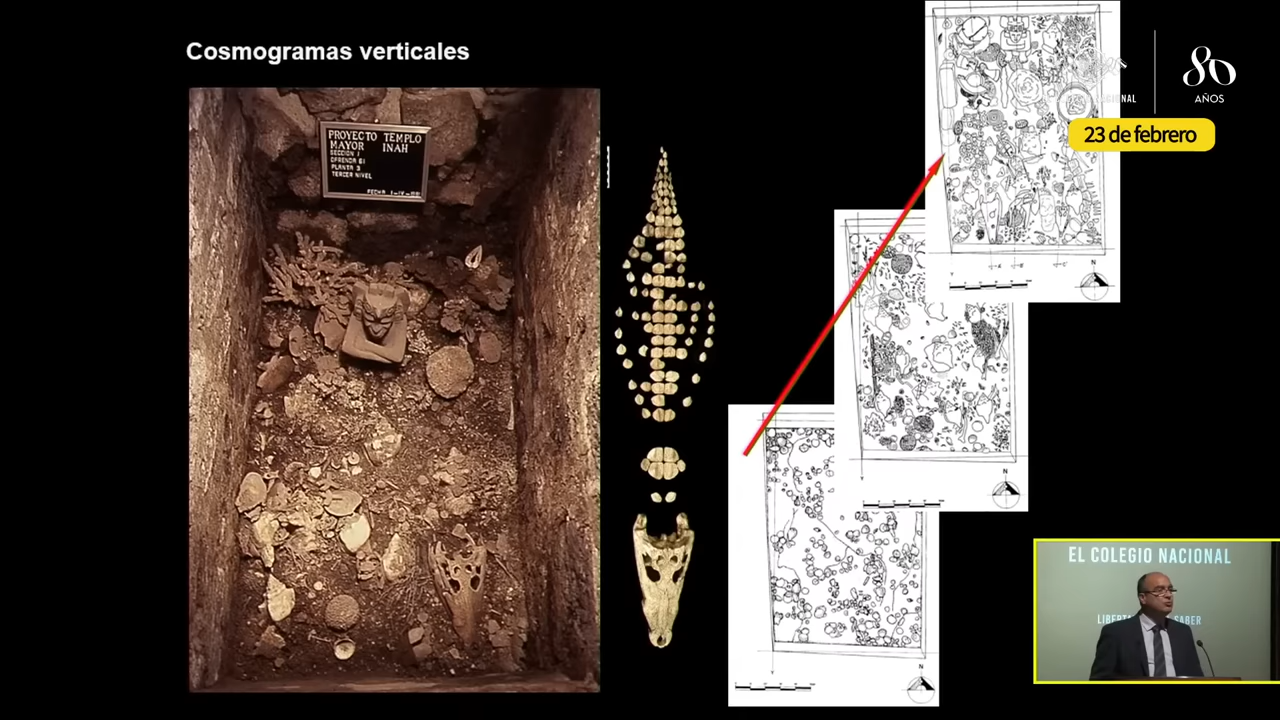 Cosmogramas verticales
PROYECTO TEMPLO
MAYOR INAH
SECCION 1
OFRENDA 61
PLANTA 3
TERCER NIVEL
FECHA
80
AÑOS
23 de febrero
N
N
N
EL COLEGIO NACIONAL
SABER